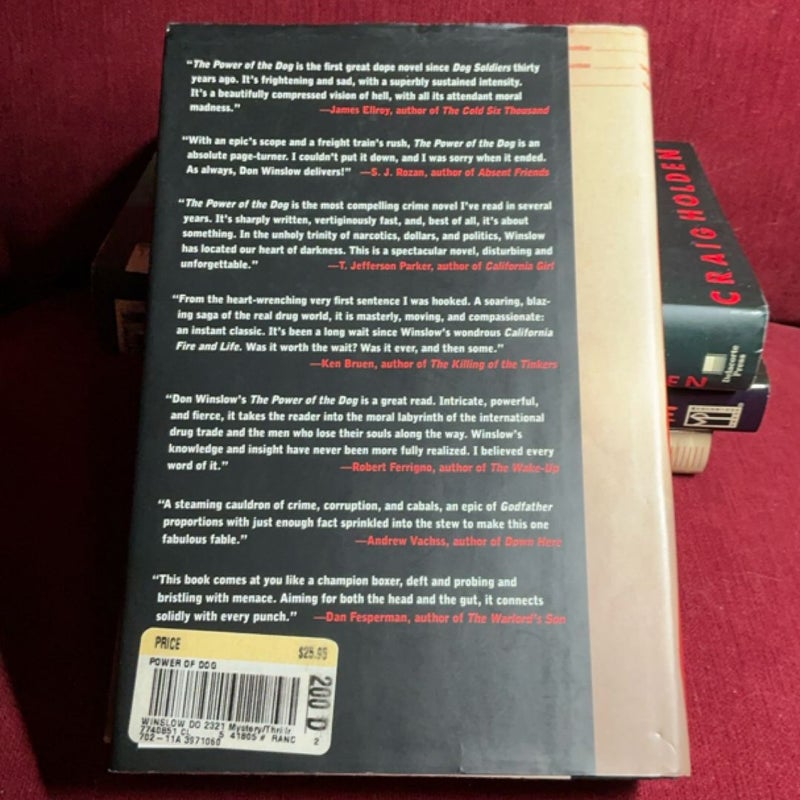 “The Power of the Dog is the first great dope novel since Dog Soldiers thirty
years ago. It’s frightening and sad, with a superbly sustained intensity.
It’s a beautifully compressed vision of hell, with all its attendant moral
madness.” —James Ellroy, author of The Cold Six Thousand
“With an epic’s scope and a freight train’s rush, The Power of the Dog is an
absolute page-turner. I couldn’t put it down, and I was sorry when it ended.
As always, Don Winslow delivers!” —S. J. Rozan, author of Absent Friends
“The Power of the Dog is the most compelling crime novel I’ve read in several
years. It’s sharply written, vertiginously fast, and, best of all, it’s about
something. In the unholy trinity of narcotics, dollars, and politics, Winslow
has located our heart of darkness. This is a spectacular novel, disturbing and
unforgettable.” —T. Jefferson Parker, author of California Girl
“From the heart-wrenching very first sentence I was hooked. A soaring, blaz-
ing saga of the real drug world, it is masterly, moving, and compassionate:
an instant classic. It’s been a long wait since Winslow’s wondrous California
Fire and Life. Was it worth the wait? Was it ever, and then some.”
—Ken Bruen, author of The Killing of the Tinkers
“Don Winslow’s The Power of the Dog is a great read. Intricate, powerful,
and fierce, it takes the reader into the moral labyrinth of the international
drug trade and the men who lose their souls along the way. Winslow’s
knowledge and insight have never been more fully realized. I believed every
word of it.” —Robert Ferrigno, author of The Wake-Up
“A steaming cauldron of crime, corruption, and cabals, an epic of Godfather
proportions with just enough fact sprinkled into the stew to make this one
fabulous fable.” —Andrew Vachss, author of Down Here
“This book comes at you like a champion boxer, deft and probing and
bristling with menace. Aiming for both the head and the gut, it connects
solidly with every punch.” —Dan Fesperman, author of The Warlord’s Son
PRICE $25.95
POWER OF DOG
200 D
WINSLOW DO 2321 Mystery/Thrillr
7740851 CL 5 41805 # RANC 2
702-11A 3971060
CRAIG HOLDEN
Delacorte
Press